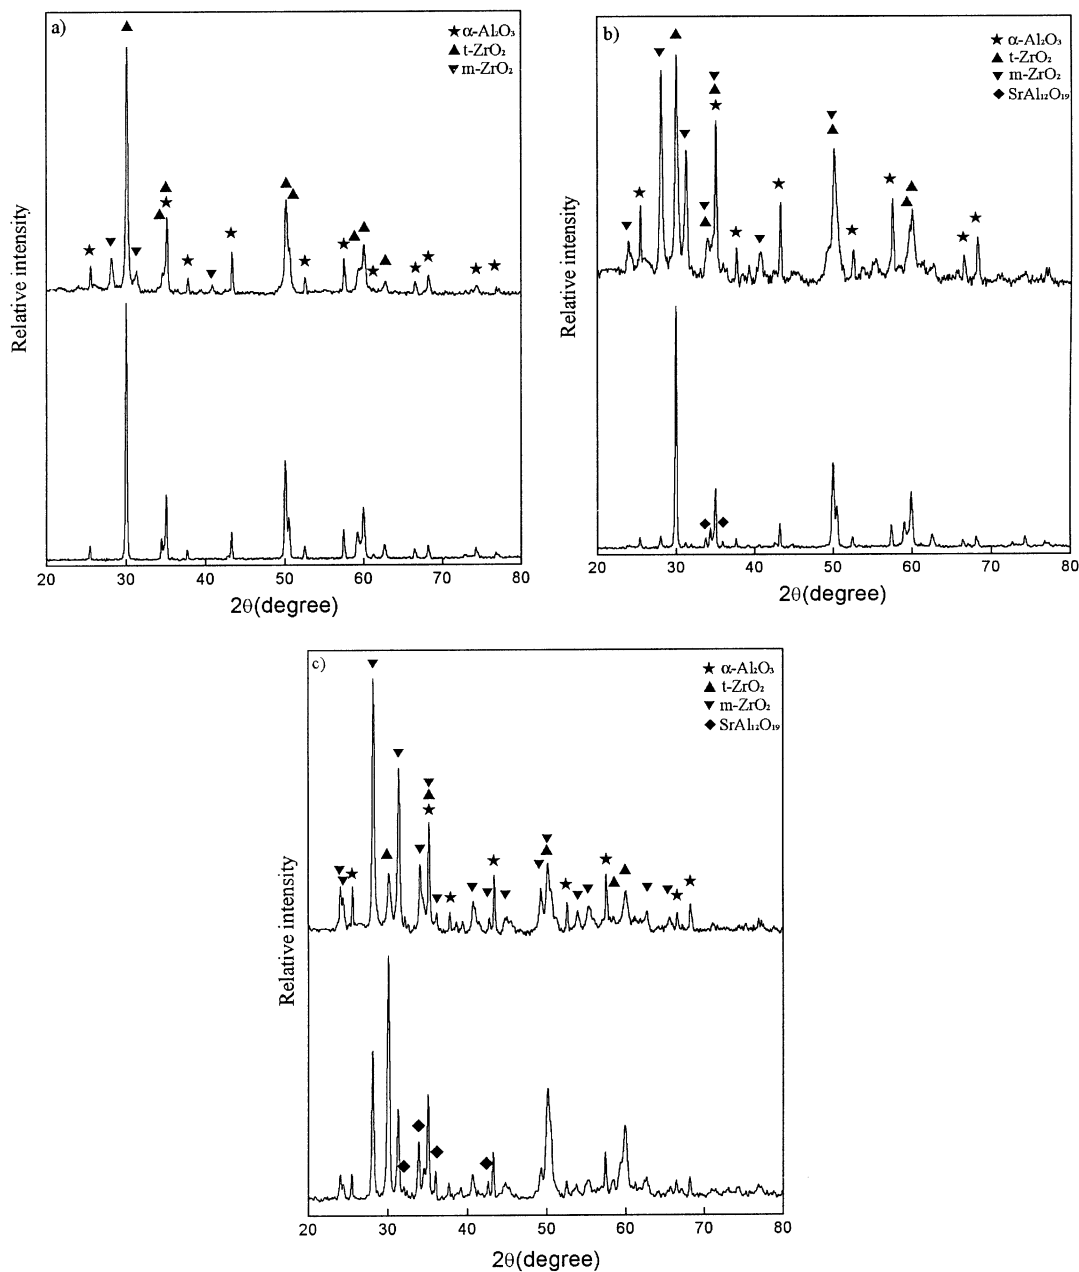 a)
★ α-Al₂O₃
▲ t-ZrO₂
▼ m-ZrO₂
Relative intensity
20 30 40 50 60 70 80
2θ(degree)
b)
★ α-Al₂O₃
▲ t-ZrO₂
▼ m-ZrO₂
◆ SrAl₁₂O₁₉
Relative intensity
20 30 40 50 60 70 80
2θ(degree)
c)
★ α-Al₂O₃
▲ t-ZrO₂
▼ m-ZrO₂
◆ SrAl₁₂O₁₉
Relative intensity
20 30 40 50 60 70 80
2θ(degree)